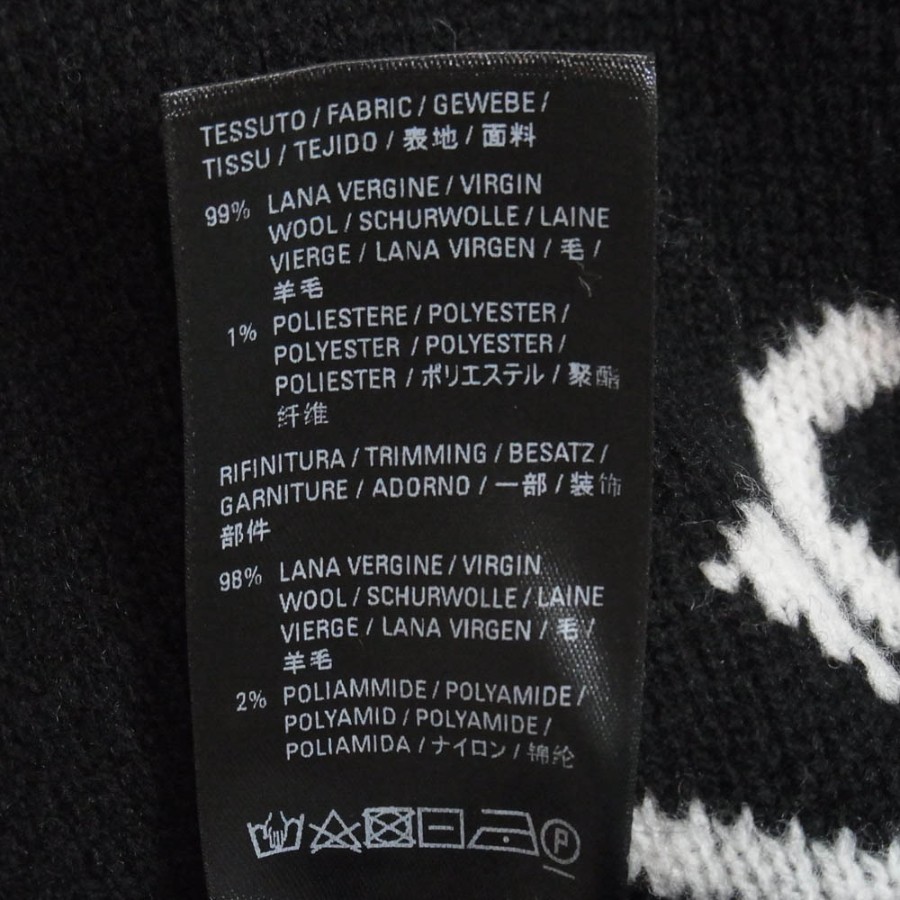 TESSUTO / FABRIC / GEWEBE /
TISSU / TEJIDO / 表地 / 面料
99% LANA VERGINE / VIRGIN
WOOL / SCHURWOLLE / LAINE
VIERGE / LANA VIRGEN / 毛 /
羊毛
1% POLIESTERE / POLYESTER /
POLYESTER / POLYESTER /
POLIESTER / ポリエステル / 聚酯
纤维
RIFINITURA / TRIMMING / BESATZ /
GARNITURE / ADORNO / 一部 / 装饰
部件
98% LANA VERGINE / VIRGIN
WOOL / SCHURWOLLE / LAINE
VIERGE / LANA VIRGEN / 毛 /
羊毛
2% POLIAMMIDE / POLYAMIDE /
POLYAMID / POLYAMIDE /
POLIAMIDA / ナイロン / 锦纶
P